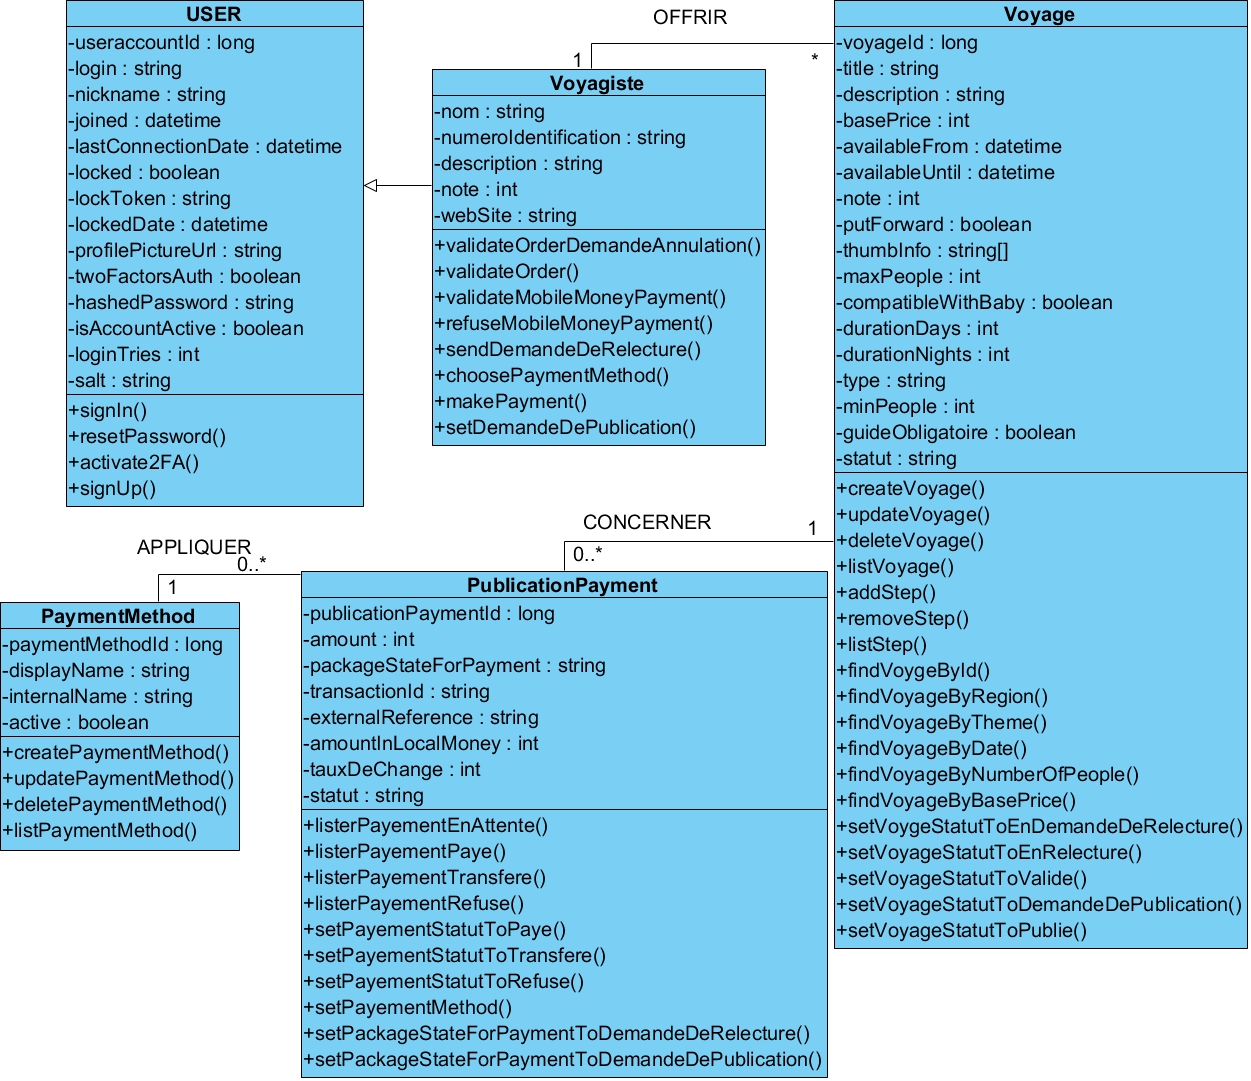 USER
-useraccountId : long
-login : string
-nickname : string
-joined : datetime
-lastConnectionDate : datetime
-locked : boolean
-lockToken : string
-lockedDate : datetime
-profilePictureUrl : string
-twoFactorsAuth : boolean
-hashedPassword : string
-isAccountActive : boolean
-loginTries : int
-salt : string
+signIn()
+resetPassword()
+activate2FA()
+signUp()
OFFRIR
1
*
Voyagiste
-nom : string
-numeroIdentification : string
-description : string
-note : int
-webSite : string
+validateOrderDemandeAnnulation()
+validateOrder()
+validateMobileMoneyPayment()
+refuseMobileMoneyPayment()
+sendDemandeDeRelecture()
+choosePaymentMethod()
+makePayment()
+setDemandeDePublication()
Voyage
-voyageId : long
-title : string
-description : string
-basePrice : int
-availableFrom : datetime
-availableUntil : datetime
-note : int
-putForward : boolean
-thumbInfo : string[]
-maxPeople : int
-compatibleWithBaby : boolean
-durationDays : int
-durationNights : int
-type : string
-minPeople : int
-guideObligatoire : boolean
-statut : string
+createVoyage()
+updateVoyage()
+deleteVoyage()
+listVoyage()
+addStep()
+removeStep()
+listStep()
+findVoygeById()
+findVoyageByRegion()
+findVoyageByTheme()
+findVoyageByDate()
+findVoyageByNumberOfPeople()
+findVoyageByBasePrice()
+setVoygeStatutToEnDemandeDeRelecture()
+setVoyageStatutToEnRelecture()
+setVoyageStatutToValide()
+setVoyageStatutToDemandeDePublication()
+setVoyageStatutToPublie()
CONCERNER
1
0..*
APPLIQUER
0..*
1
PaymentMethod
-paymentMethodId : long
-displayName : string
-internalName : string
-active : boolean
+createPaymentMethod()
+updatePaymentMethod()
+deletePaymentMethod()
+listPaymentMethod()
PublicationPayment
-publicationPaymentId : long
-amount : int
-packageStateForPayment : string
-transactionId : string
-externalReference : string
-amountInLocalMoney : int
-tauxDeChange : int
-statut : string
+listerPayementEnAttente()
+listerPayementPaye()
+listerPayementTransfere()
+listerPayementRefuse()
+setPayementStatutToPaye()
+setPayementStatutToTransfere()
+setPayementStatutToRefuse()
+setPayementMethod()
+setPackageStateForPaymentToDemandeDeRelecture()
+setPackageStateForPaymentToDemandeDePublication()